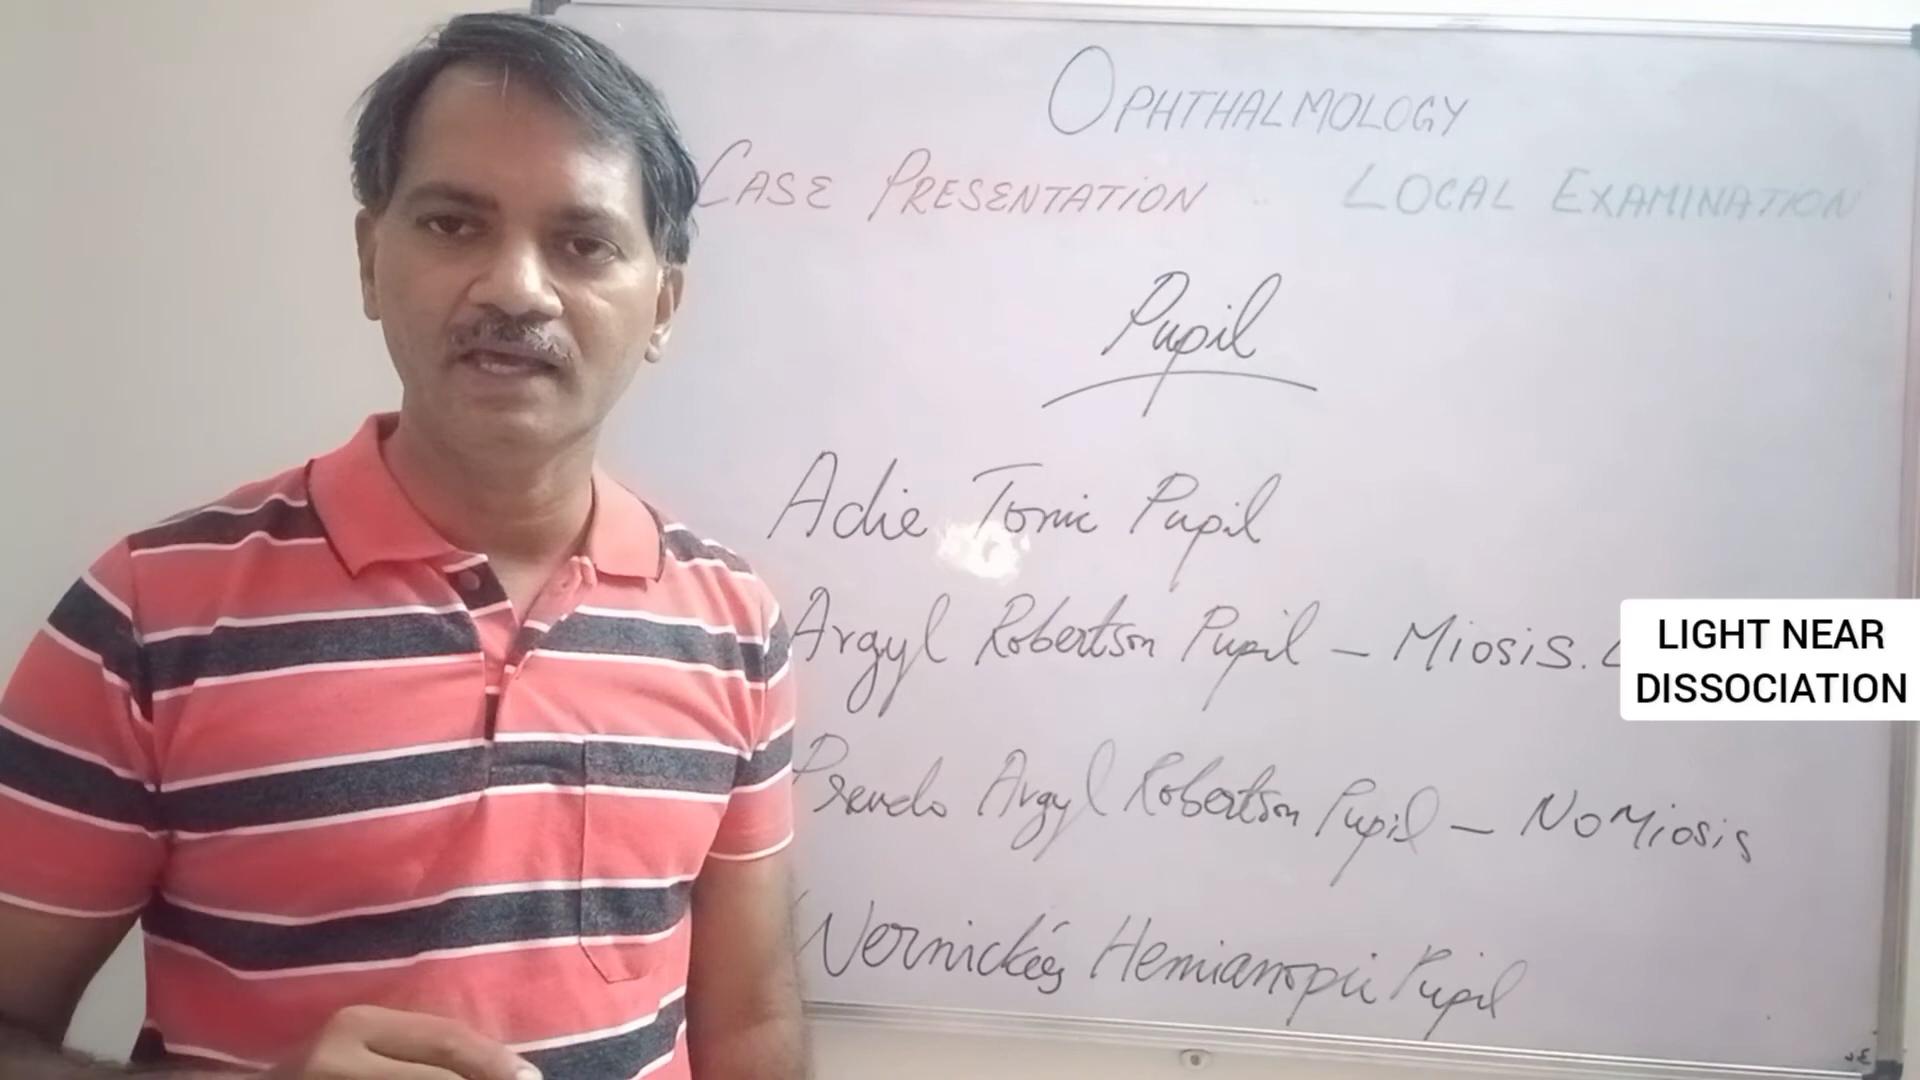 OPHTHALMOLOGY
CASE PRESENTATION .. LOCAL EXAMINATION
Pupil
Adie Tonic Pupil
Argyl Robertson Pupil – Miosis. L
LIGHT NEAR
DISSOCIATION
Pseudo Argyl Robertson Pupil – No Miosis
Wernicke's Hemianopic Pupil